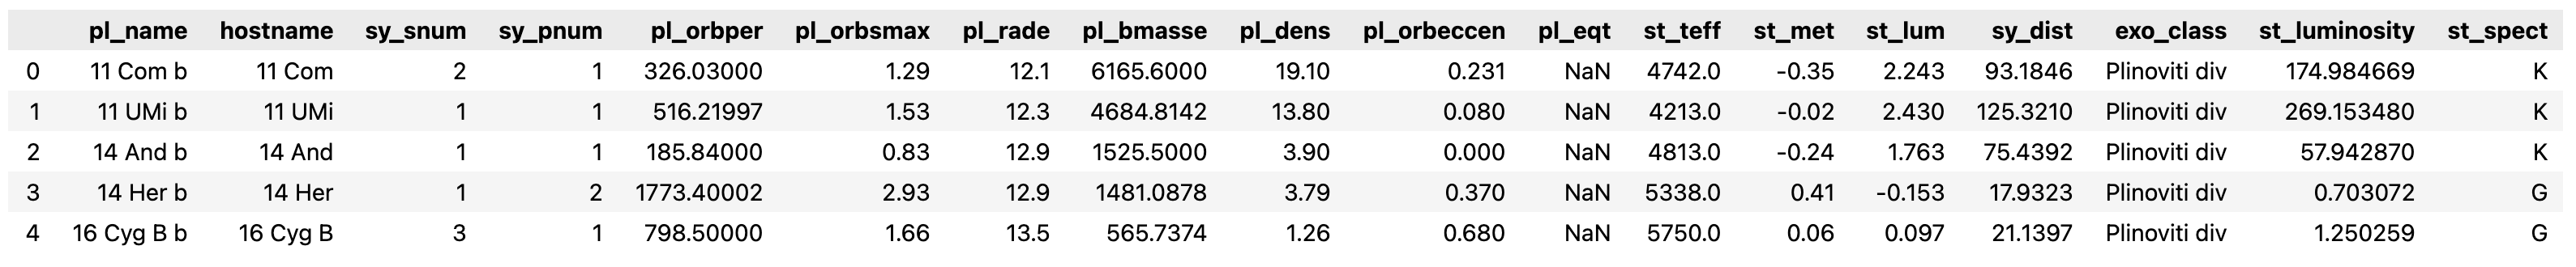 pl_name hostname sy_snum sy_pnum pl_orbper pl_orbsmax pl_rade pl_bmasse pl_dens pl_orbeccen pl_eqt st_teff st_met st_lum sy_dist exo_class st_luminosity st_spect
0 11 Com b 11 Com 2 1 326.03000 1.29 12.1 6165.6000 19.10 0.231 NaN 4742.0 -0.35 2.243 93.1846 Plinoviti div 174.984669 K
1 11 UMi b 11 UMi 1 1 516.21997 1.53 12.3 4684.8142 13.80 0.080 NaN 4213.0 -0.02 2.430 125.3210 Plinoviti div 269.153480 K
2 14 And b 14 And 1 1 185.84000 0.83 12.9 1525.5000 3.90 0.000 NaN 4813.0 -0.24 1.763 75.4392 Plinoviti div 57.942870 K
3 14 Her b 14 Her 1 2 1773.40002 2.93 12.9 1481.0878 3.79 0.370 NaN 5338.0 0.41 -0.153 17.9323 Plinoviti div 0.703072 G
4 16 Cyg B b 16 Cyg B 3 1 798.50000 1.66 13.5 565.7374 1.26 0.680 NaN 5750.0 0.06 0.097 21.1397 Plinoviti div 1.250259 G